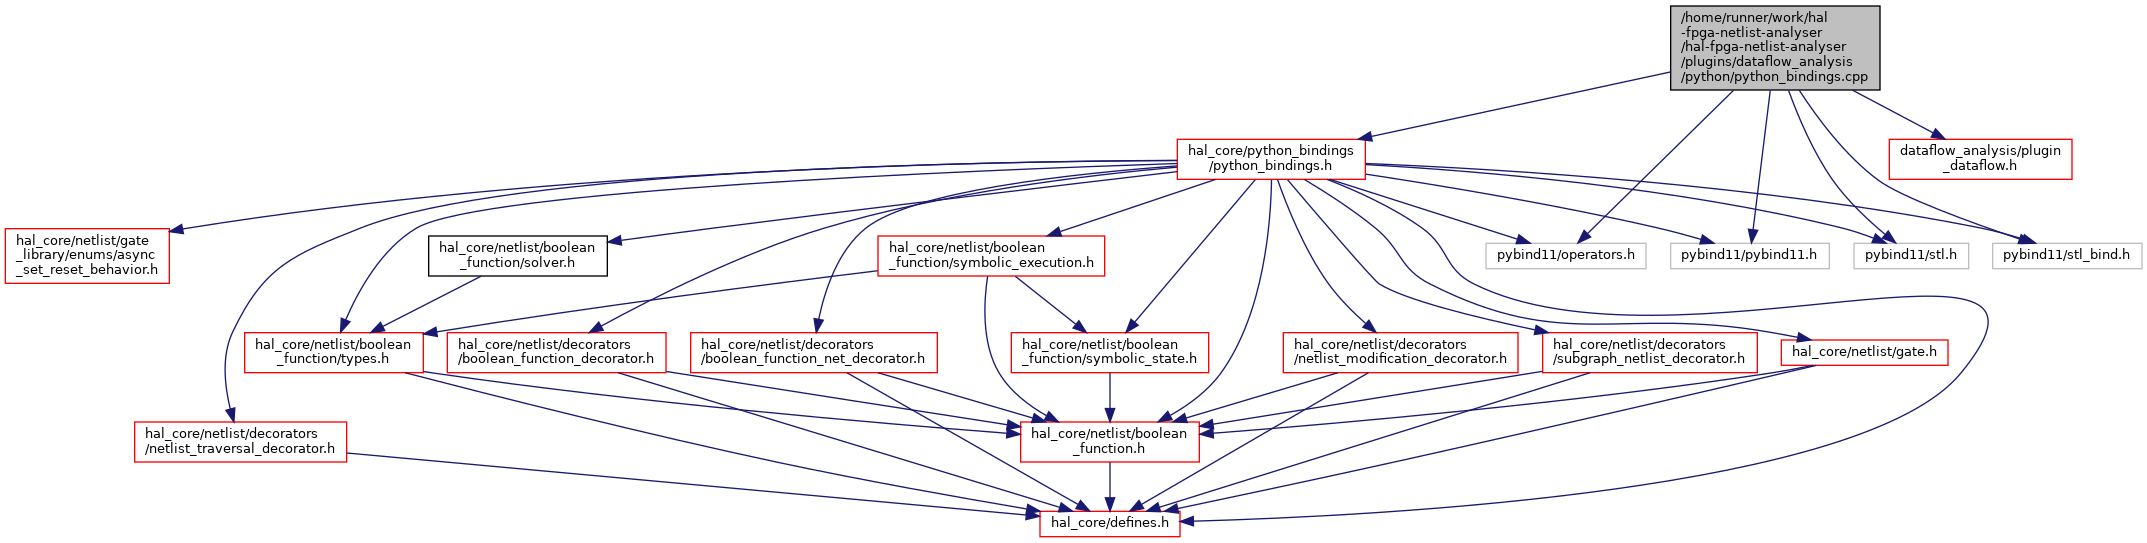 /home/runner/work/hal
-fpga-netlist-analyser
/hal-fpga-netlist-analyser
/plugins/dataflow_analysis
/python/python_bindings.cpp
hal_core/python_bindings
/python_bindings.h
dataflow_analysis/plugin
_dataflow.h
hal_core/netlist/gate
_library/enums/async
_set_reset_behavior.h
hal_core/netlist/boolean
_function/solver.h
hal_core/netlist/boolean
_function/symbolic_execution.h
pybind11/operators.h
pybind11/pybind11.h
pybind11/stl.h
pybind11/stl_bind.h
hal_core/netlist/boolean
_function/types.h
hal_core/netlist/decorators
/boolean_function_decorator.h
hal_core/netlist/decorators
/boolean_function_net_decorator.h
hal_core/netlist/boolean
_function/symbolic_state.h
hal_core/netlist/decorators
/netlist_modification_decorator.h
hal_core/netlist/decorators
/subgraph_netlist_decorator.h
hal_core/netlist/gate.h
hal_core/netlist/decorators
/netlist_traversal_decorator.h
hal_core/netlist/boolean
_function.h
hal_core/defines.h